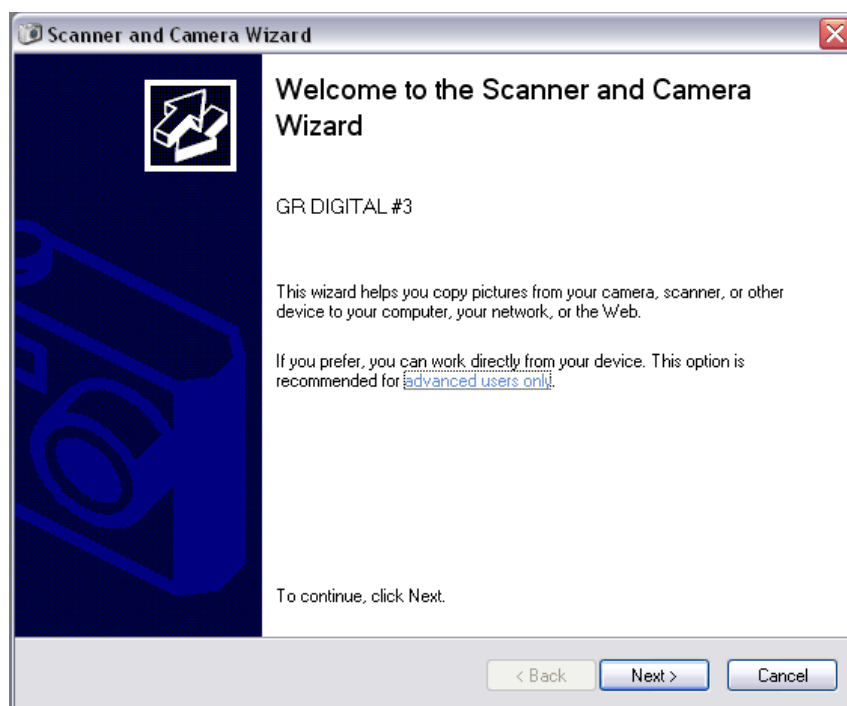 Scanner and Camera Wizard
Welcome to the Scanner and Camera
Wizard
GR DIGITAL #3
This wizard helps you copy pictures from your camera, scanner, or other
device to your computer, your network, or the Web.
If you prefer, you can work directly from your device. This option is
recommended for advanced users only.
To continue, click Next.
< Back Next > Cancel